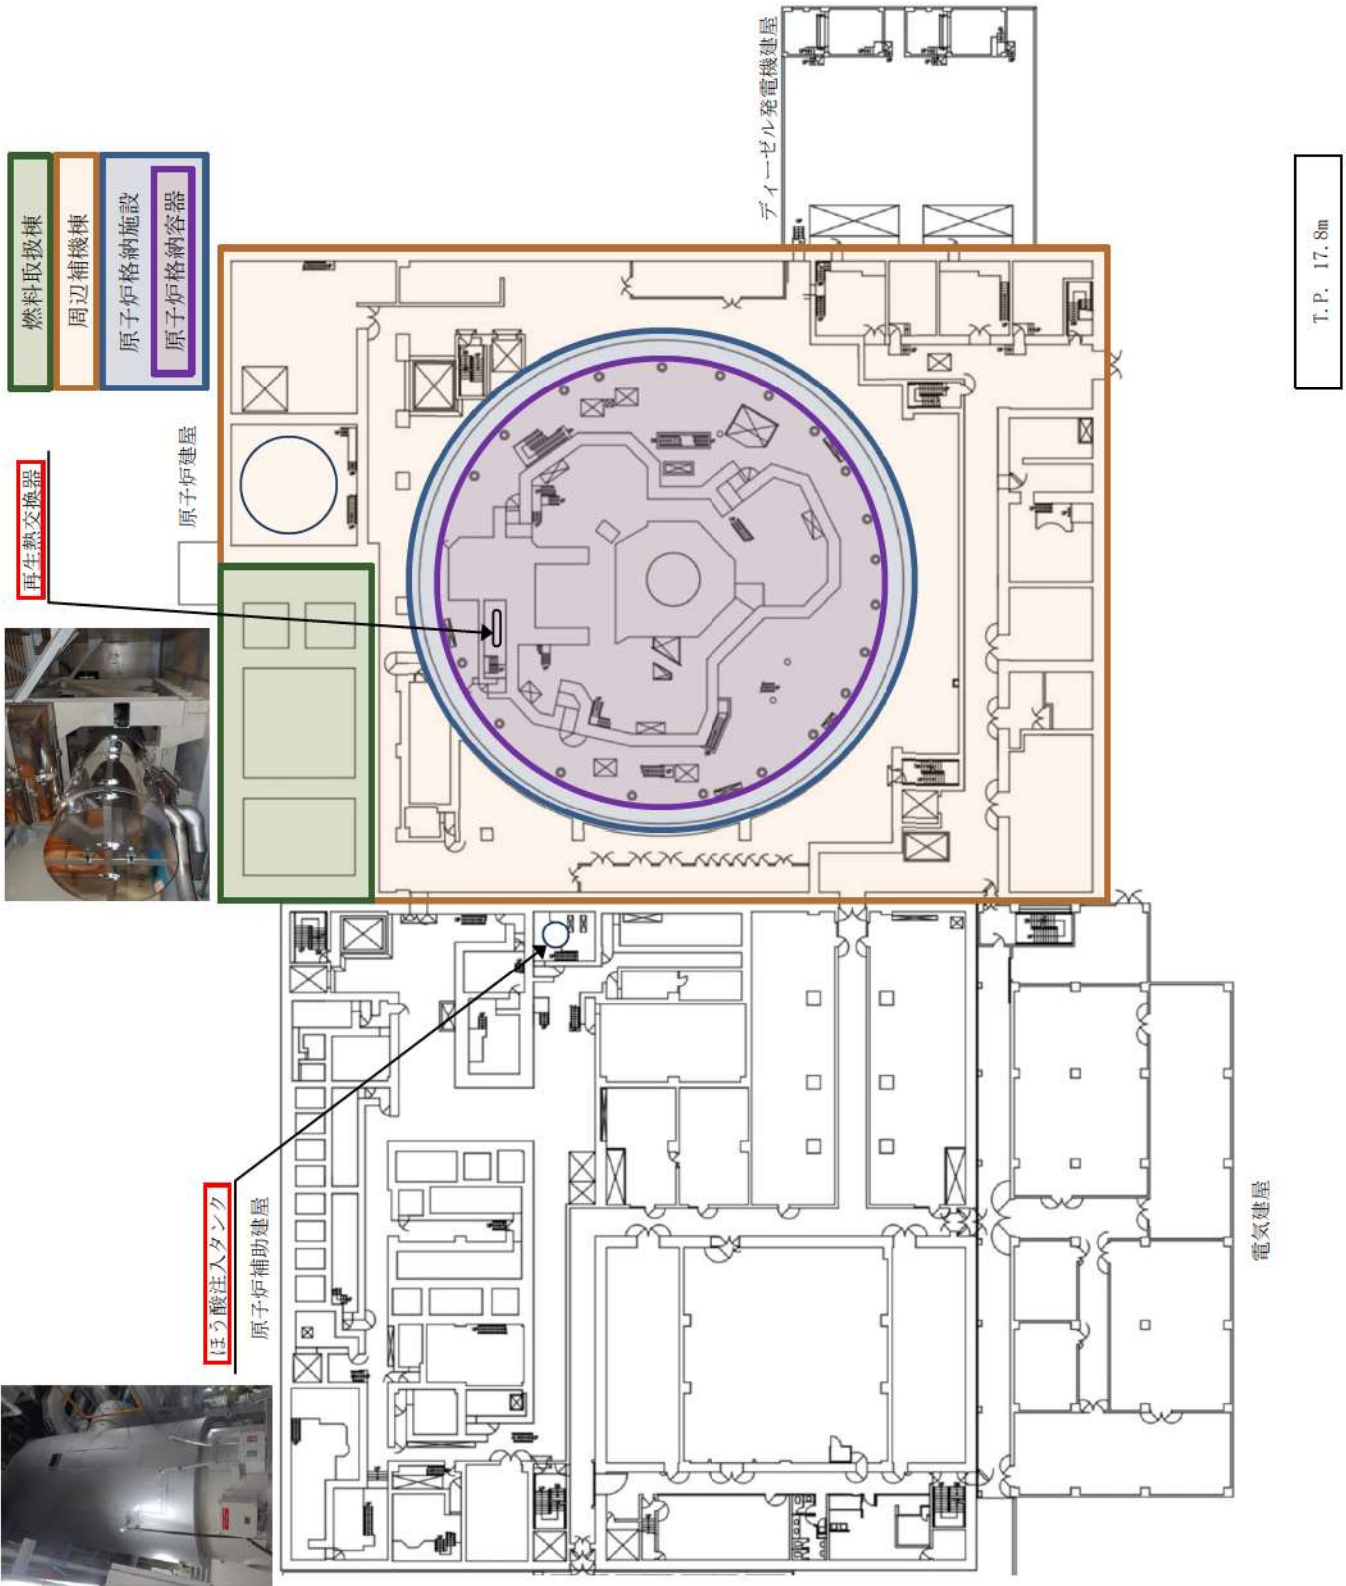 燃料取扱棟
周辺補機棟
原子炉格納施設
原子炉格納容器
再生熱交換器
原子炉建屋
ディーゼル発電機建屋
ほう酸注入タンク
原子炉補助建屋
電気建屋
T.P. 17.8m